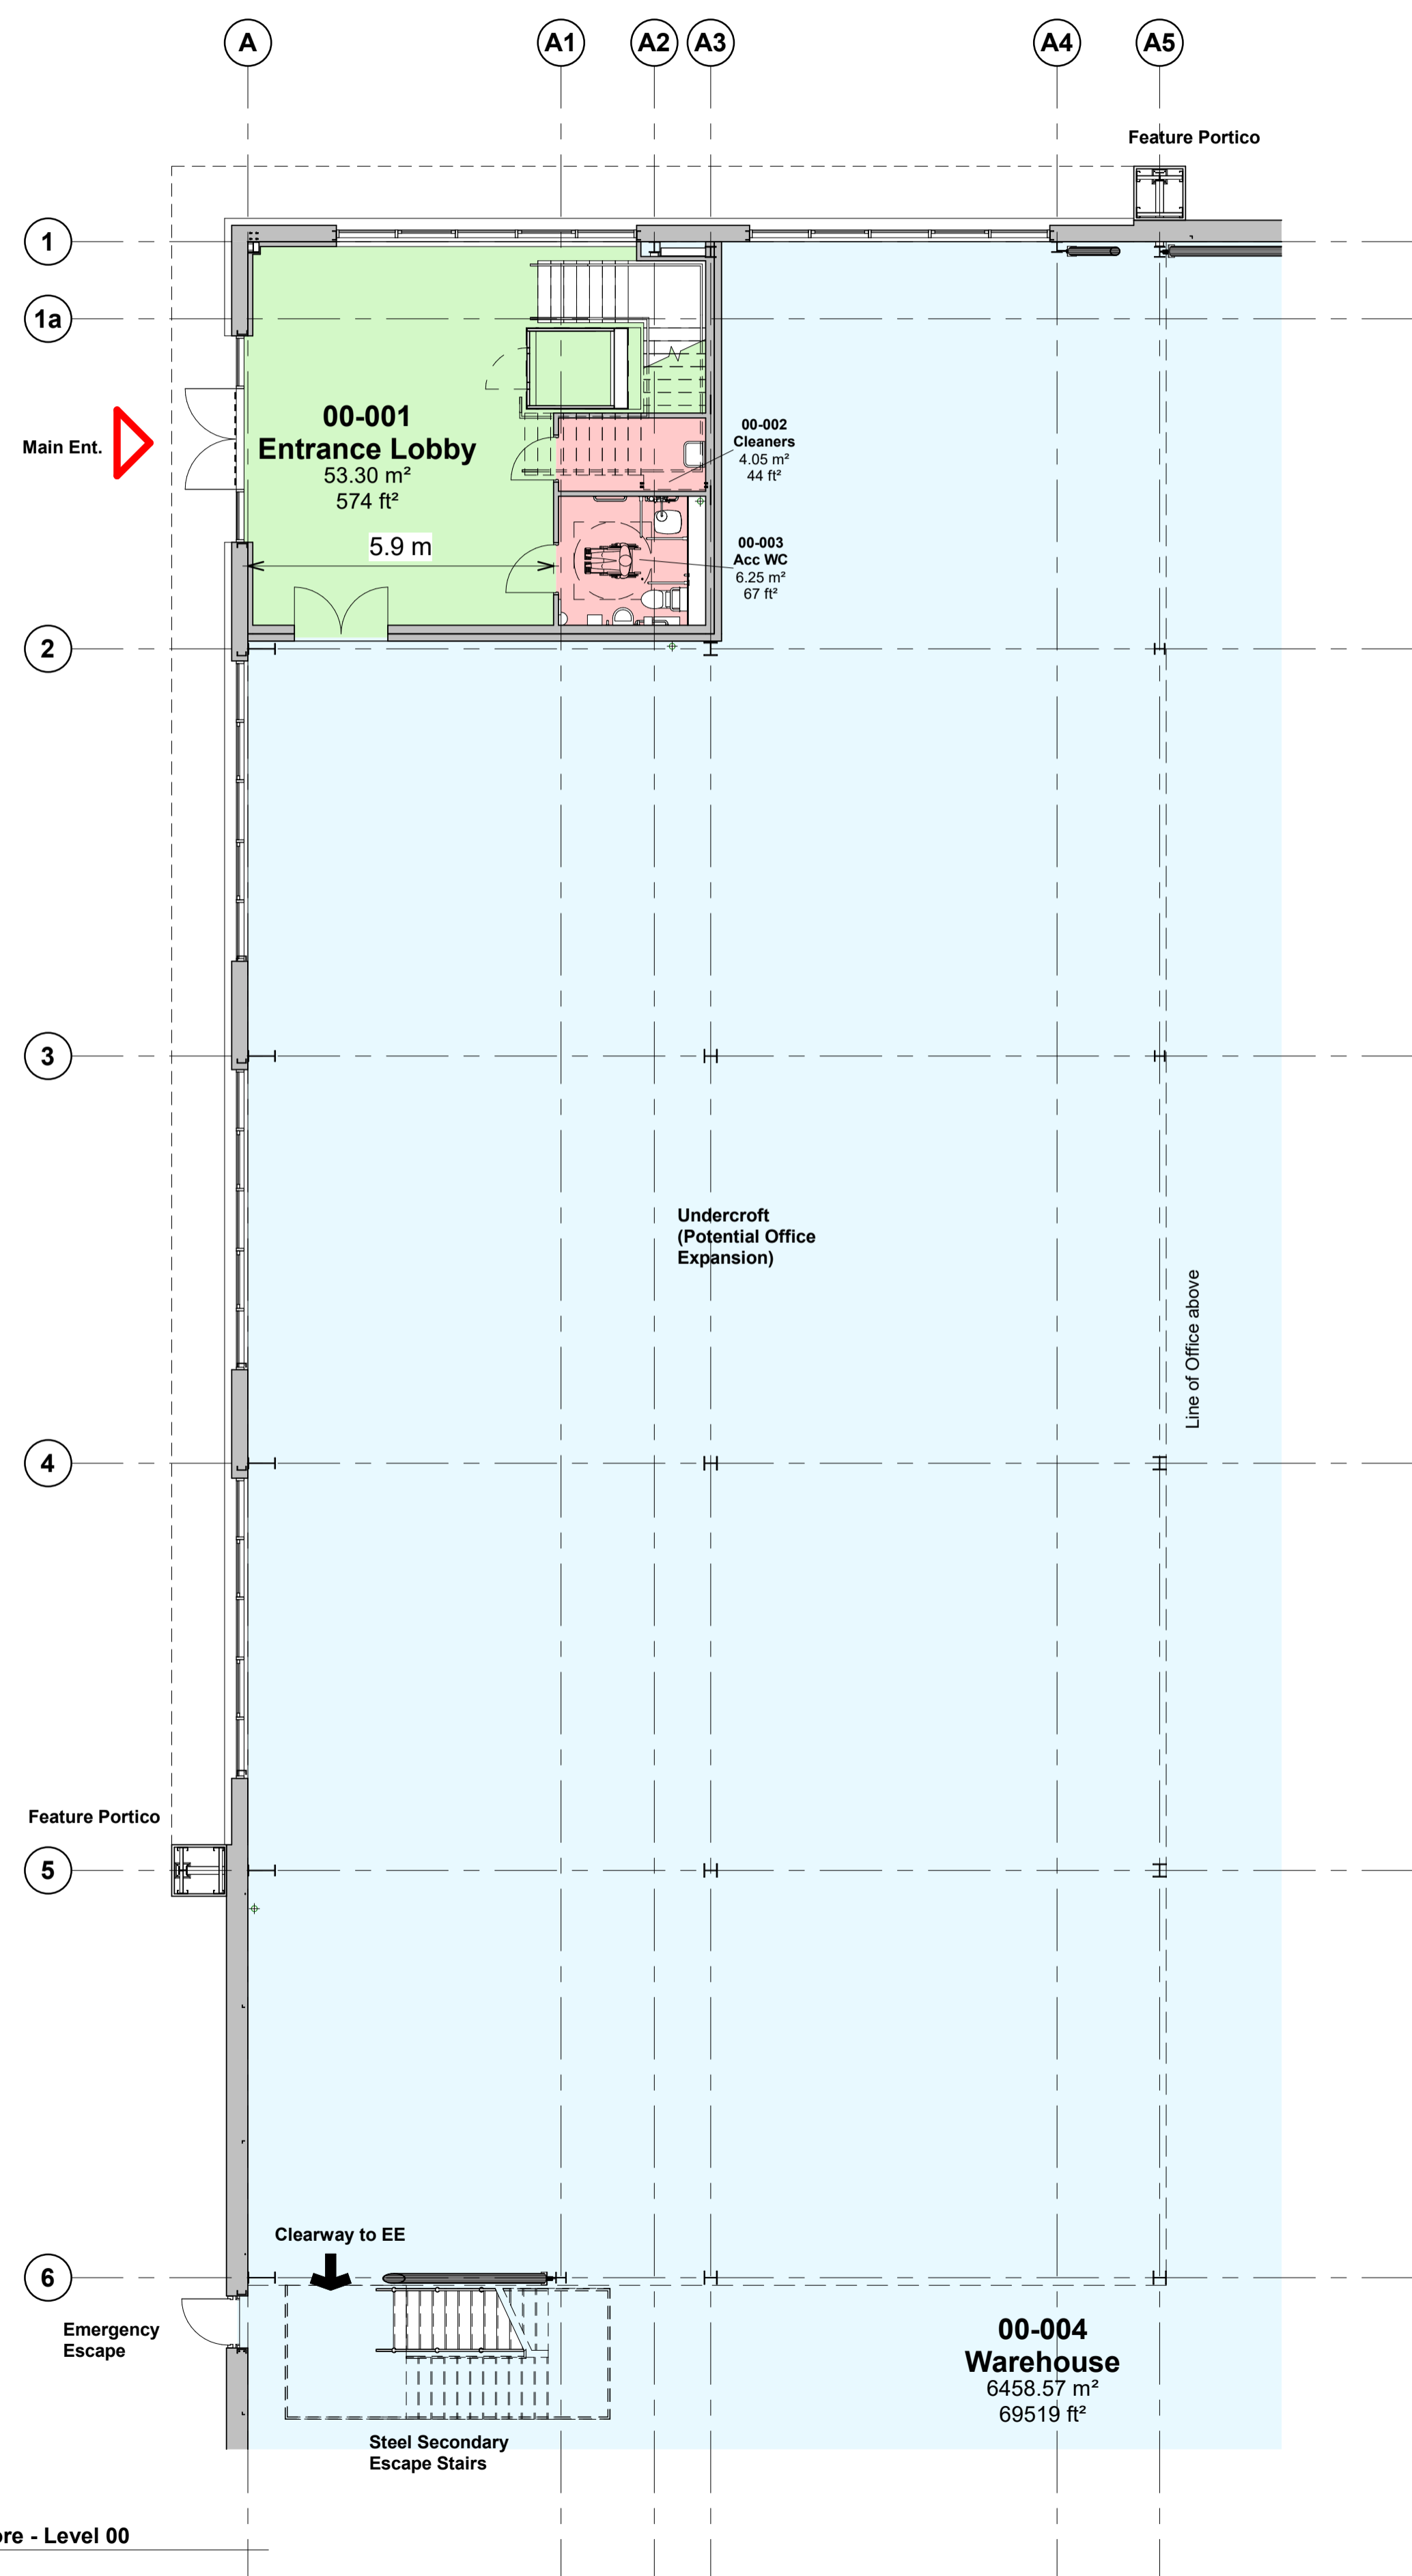 A
A1
A2
A3
A4
A5
Feature Portico
1
1a
00-001
Entrance Lobby
53.30 m²
574 ft²
Main Ent.
00-002
Cleaners
4.05 m²
44 ft²
5.9 m
00-003
Acc WC
6.25 m²
67 ft²
2
3
Undercroft
(Potential Office
Expansion)
Line of Office above
4
Feature Portico
5
Clearway to EE
6
Emergency
Escape
00-004
Warehouse
6458.57 m²
69519 ft²
Steel Secondary
Escape Stairs
ore - Level 00